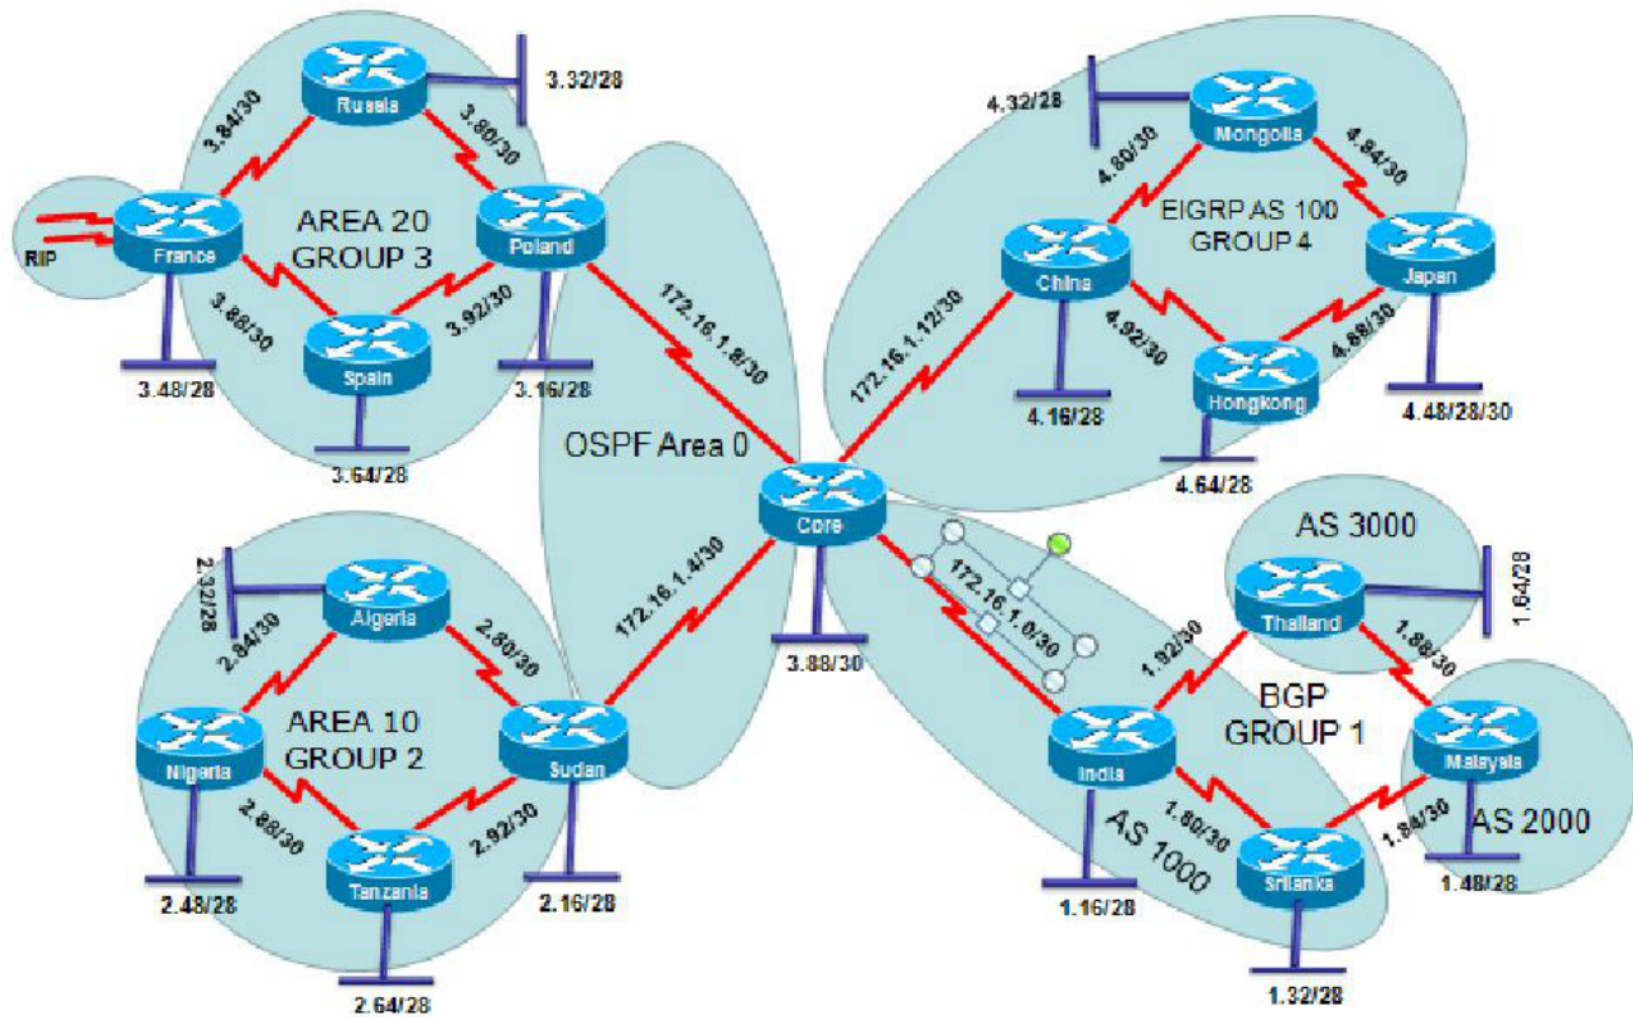 Russia
3.32/28
3.84/30
3.80/30
AREA 20
GROUP 3
France
Poland
RIP
3.88/30
3.92/30
Spain
3.48/28
3.16/28
3.64/28
172.16.1.8/30
OSPF Area 0
172.16.1.4/30
4.32/28
Mongolia
4.80/30
4.84/30
EIGRP AS 100
GROUP 4
China
Japan
172.16.1.12/30
4.92/30
4.88/30
Hongkong
4.16/28
4.48/28/30
4.64/28
Core
3.88/30
2.32/28
Algeria
2.84/30
2.80/30
AREA 10
GROUP 2
Nigeria
Sudan
2.88/30
2.92/30
Tanzania
2.48/28
2.16/28
2.64/28
172.16.1.0/30
AS 3000
1.64/28
Thailand
1.92/30
1.88/30
BGP
GROUP 1
India
Malaysia
AS 1000
1.80/30
1.84/30
AS 2000
Srilanka
1.16/28
1.48/28
1.32/28